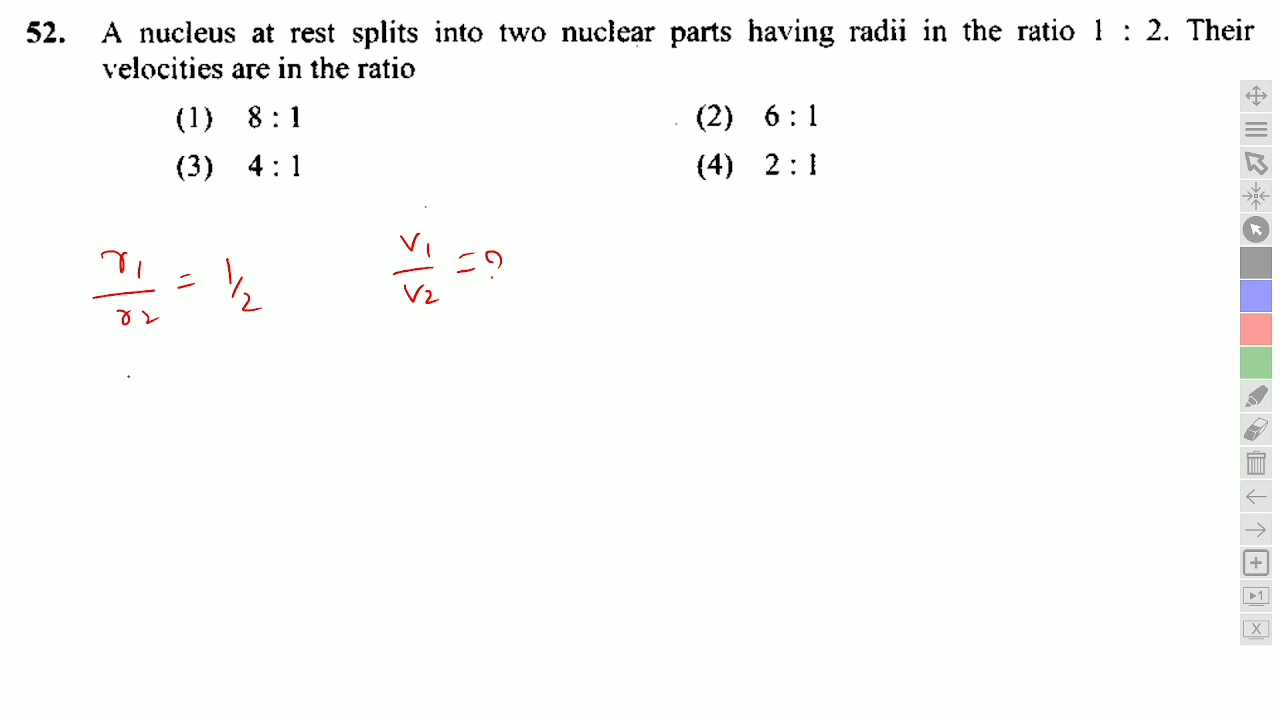 52. A nucleus at rest splits into two nuclear parts having radii in the ratio 1 : 2. Their
velocities are in the ratio
(1) 8 : 1 (2) 6 : 1
(3) 4 : 1 (4) 2 : 1
r1/r2 = 1/2 v1/v2 = ?